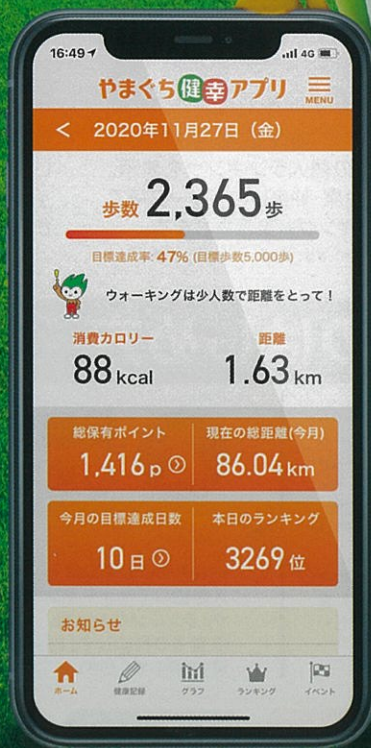 16:49 4G
やまぐち健幸アプリ MENU
< 2020年11月27日（金）
歩数 2,365 歩
目標達成率: 47% (目標歩数5,000歩)
ウォーキングは少人数で距離をとって！
消費カロリー 距離
88 kcal 1.63 km
総保有ポイント 現在の総距離(今月)
1,416 p 86.04 km
今月の目標達成日数 本日のランキング
10 日 3269 位
お知らせ
ホーム 健康記録 グラフ ランキング イベント